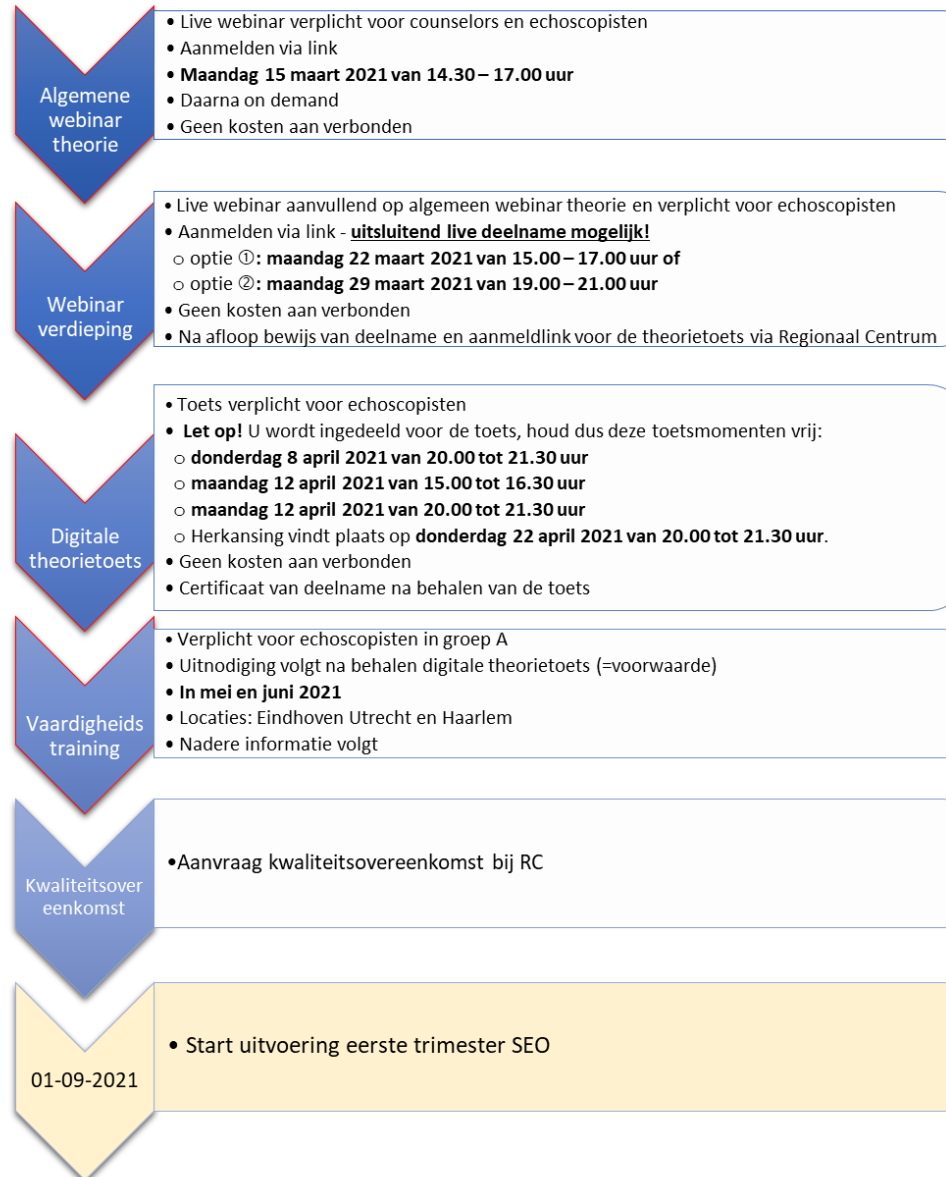 Algemene
webinar
theorie
• Live webinar verplicht voor counselors en echoscopisten
• Aanmelden via link
• Maandag 15 maart 2021 van 14.30 – 17.00 uur
• Daarna on demand
• Geen kosten aan verbonden
Webinar
verdieping
• Live webinar aanvullend op algemeen webinar theorie en verplicht voor echoscopisten
• Aanmelden via link - uitsluitend live deelname mogelijk!
o optie ①: maandag 22 maart 2021 van 15.00 – 17.00 uur of
o optie ②: maandag 29 maart 2021 van 19.00 – 21.00 uur
• Geen kosten aan verbonden
• Na afloop bewijs van deelname en aanmeldlink voor de theorietoets via Regionaal Centrum
Digitale
theorietoets
• Toets verplicht voor echoscopisten
• Let op! U wordt ingedeeld voor de toets, houd dus deze toetsmomenten vrij:
o donderdag 8 april 2021 van 20.00 tot 21.30 uur
o maandag 12 april 2021 van 15.00 tot 16.30 uur
o maandag 12 april 2021 van 20.00 tot 21.30 uur
o Herkansing vindt plaats op donderdag 22 april 2021 van 20.00 tot 21.30 uur.
• Geen kosten aan verbonden
• Certificaat van deelname na behalen van de toets
Vaardigheids
training
• Verplicht voor echoscopisten in groep A
• Uitnodiging volgt na behalen digitale theorietoets (=voorwaarde)
• In mei en juni 2021
• Locaties: Eindhoven Utrecht en Haarlem
• Nadere informatie volgt
Kwaliteitsover
eenkomst
•Aanvraag kwaliteitsovereenkomst bij RC
01-09-2021
• Start uitvoering eerste trimester SEO